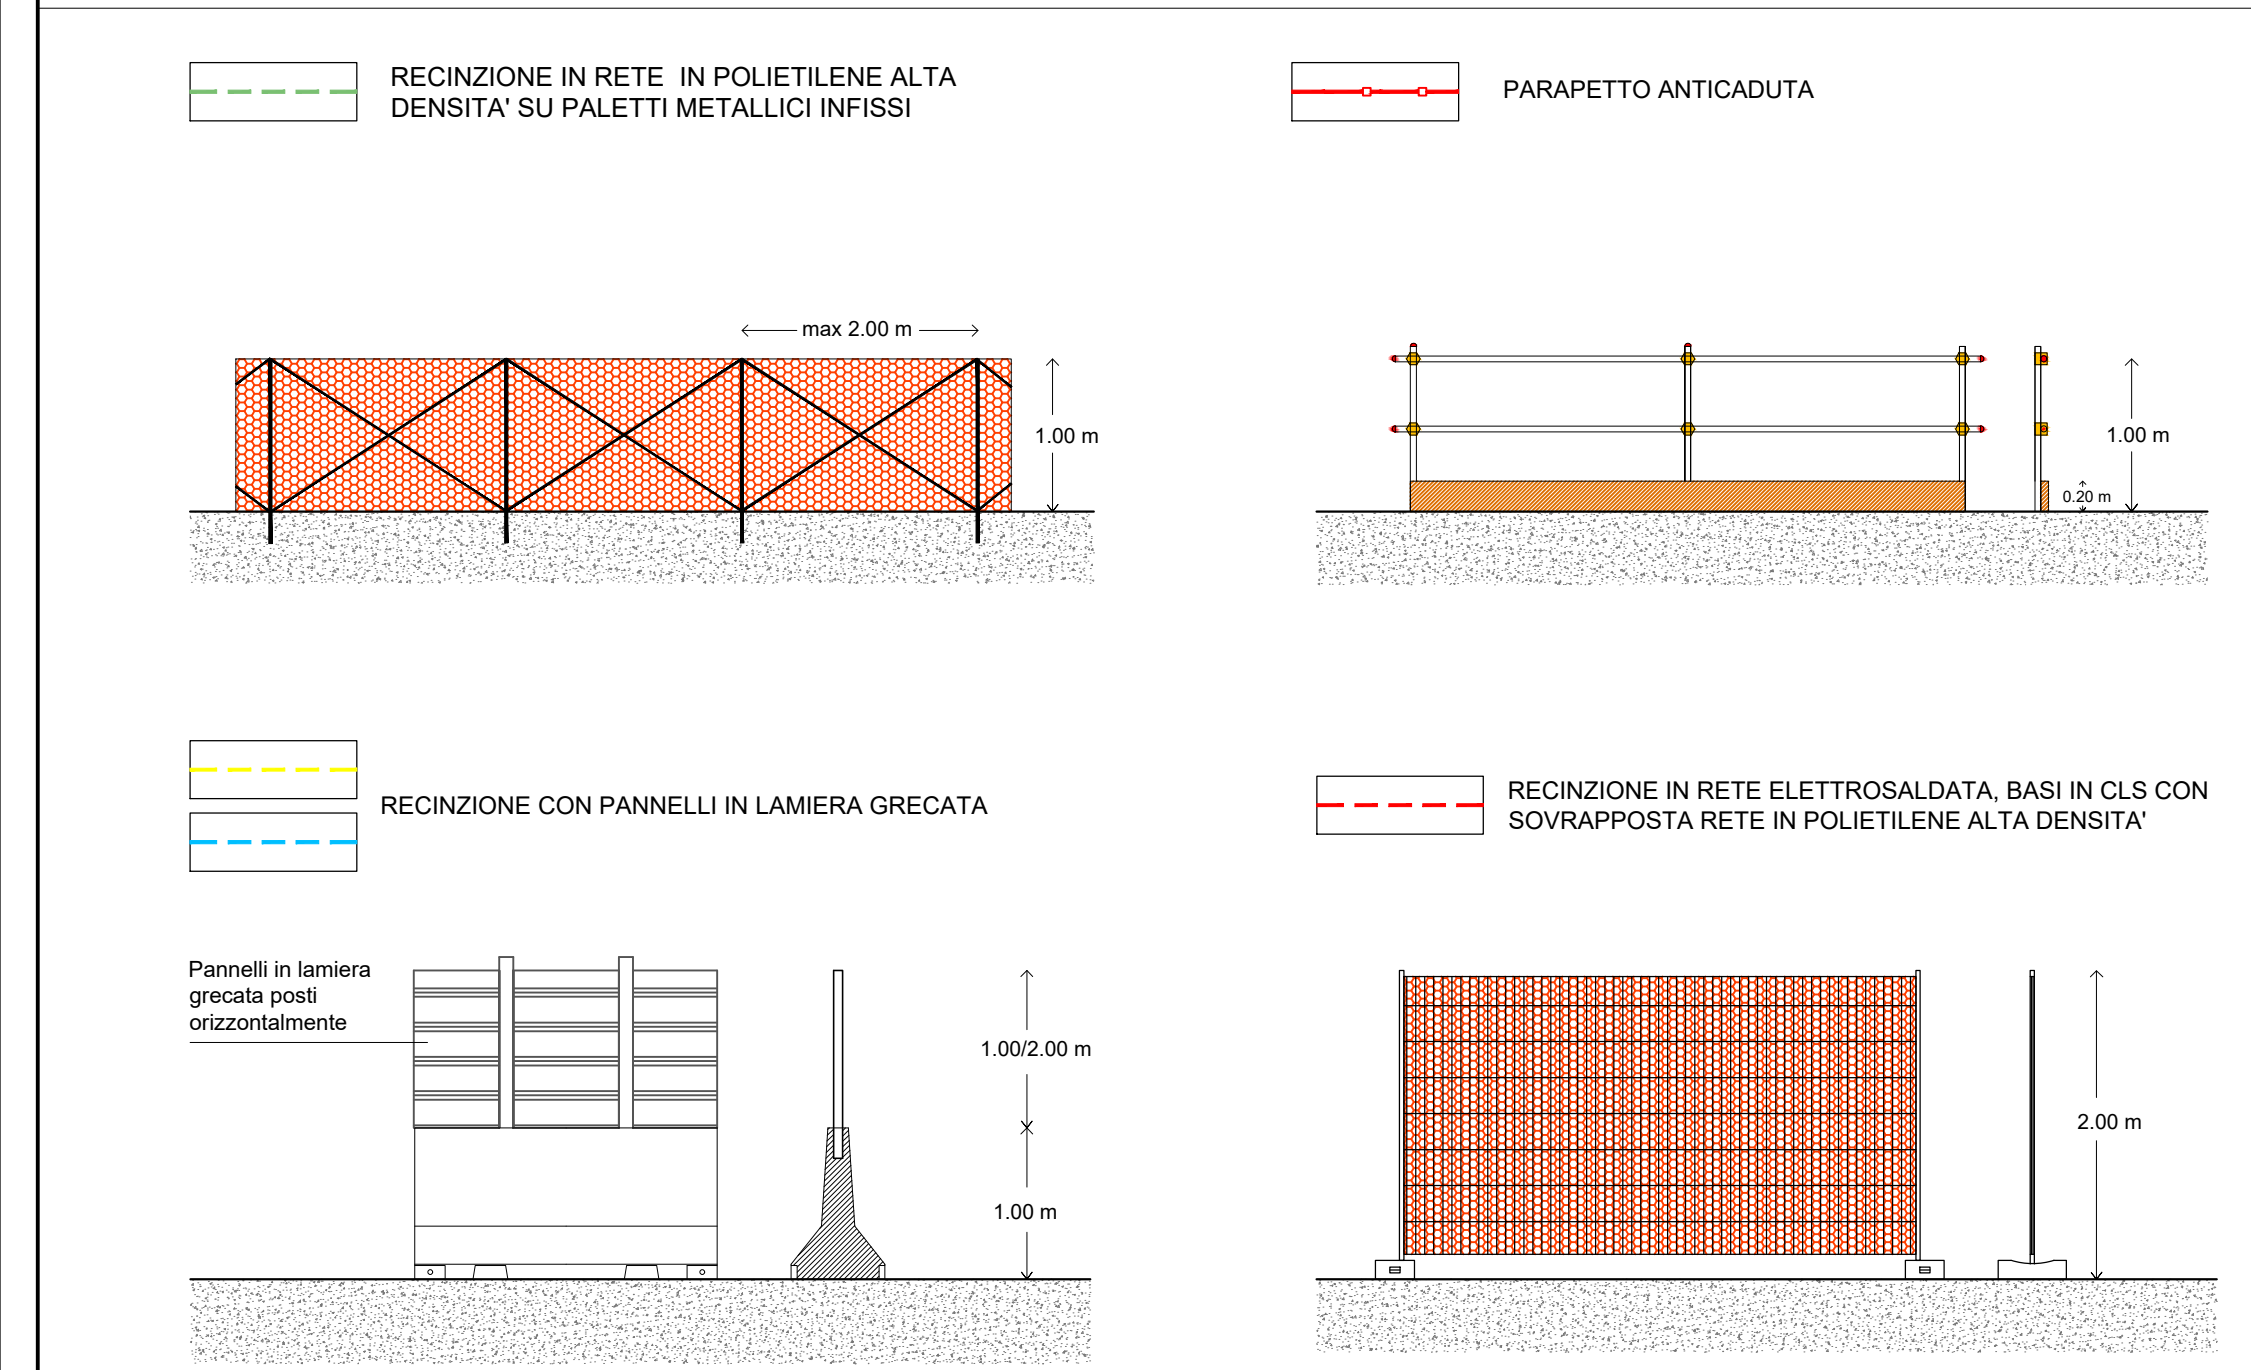 RECINZIONE IN RETE IN POLIETILENE ALTA
DENSITA' SU PALETTI METALLICI INFISSI
PARAPETTO ANTICADUTA
max 2.00 m
1.00 m
1.00 m
0.20 m
RECINZIONE CON PANNELLI IN LAMIERA GRECATA
RECINZIONE IN RETE ELETTROSALDATA, BASI IN CLS CON
SOVRAPPOSTA RETE IN POLIETILENE ALTA DENSITA'
Pannelli in lamiera
grecata posti
orizzontalmente
1.00/2.00 m
1.00 m
2.00 m